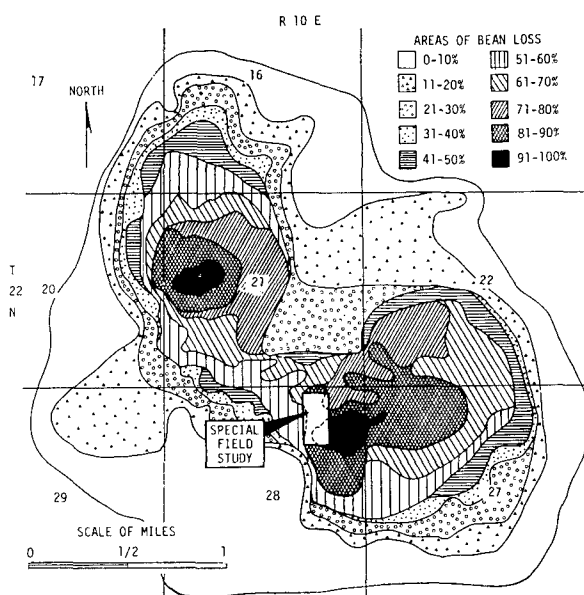 R 10 E
AREAS OF BEAN LOSS
0-10%
11-20%
21-30%
31-40%
41-50%
51-60%
61-70%
71-80%
81-90%
91-100%
17
16
NORTH
T
22
N
20
21
22
SPECIAL
FIELD
STUDY
29
28
27
SCALE OF MILES
0
1/2
1